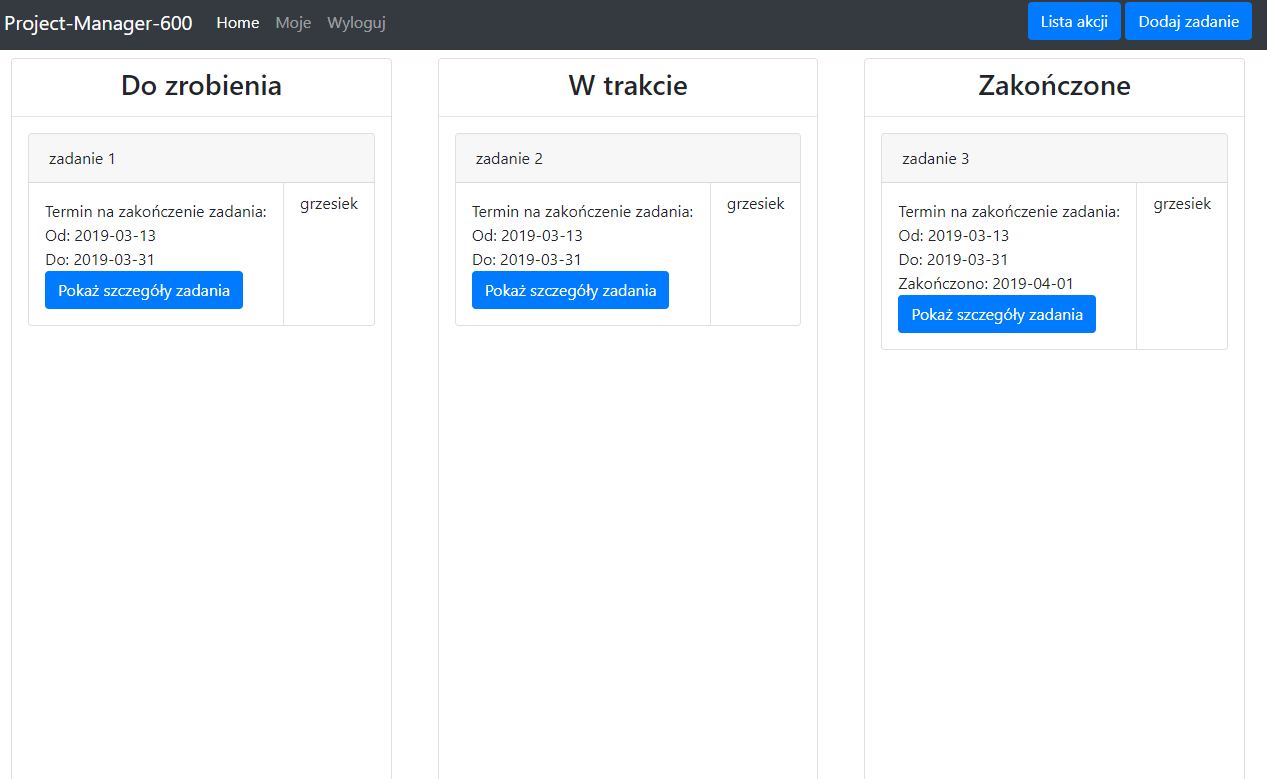 Project-Manager-600 Home Moje Wyloguj Lista akcji Dodaj zadanie
Do zrobienia
zadanie 1
Termin na zakończenie zadania:
Od: 2019-03-13
Do: 2019-03-31
Pokaż szczegóły zadania
grzesiek
W trakcie
zadanie 2
Termin na zakończenie zadania:
Od: 2019-03-13
Do: 2019-03-31
Pokaż szczegóły zadania
grzesiek
Zakończone
zadanie 3
Termin na zakończenie zadania:
Od: 2019-03-13
Do: 2019-03-31
Zakończono: 2019-04-01
Pokaż szczegóły zadania
grzesiek